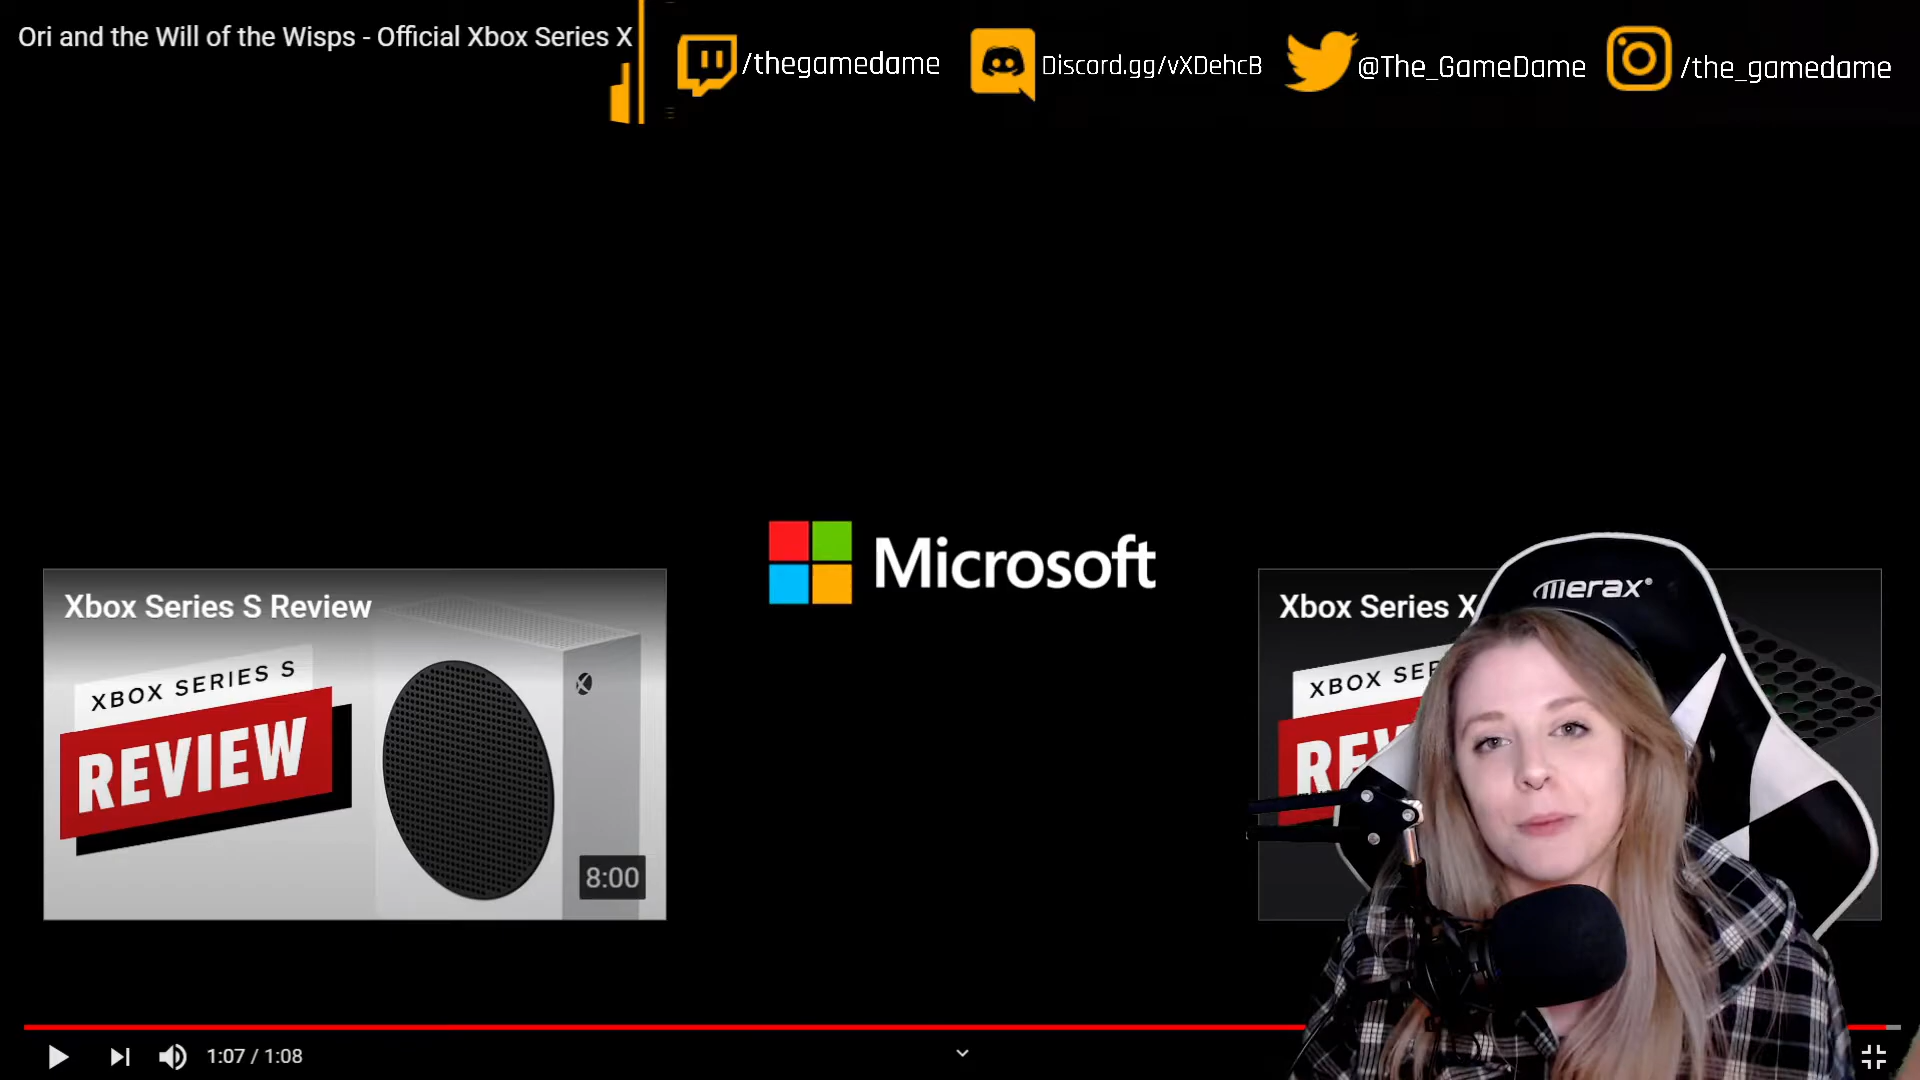 Ori and the Will of the Wisps - Official Xbox Series X
/thegamedame
Discord.gg/vXDehcB
@The_GameDame
/the_gamedame
Microsoft
Xbox Series S Review
XBOX SERIES S
REVIEW
8:00
Xbox Series X
XBOX
merax®
1:07 / 1:08